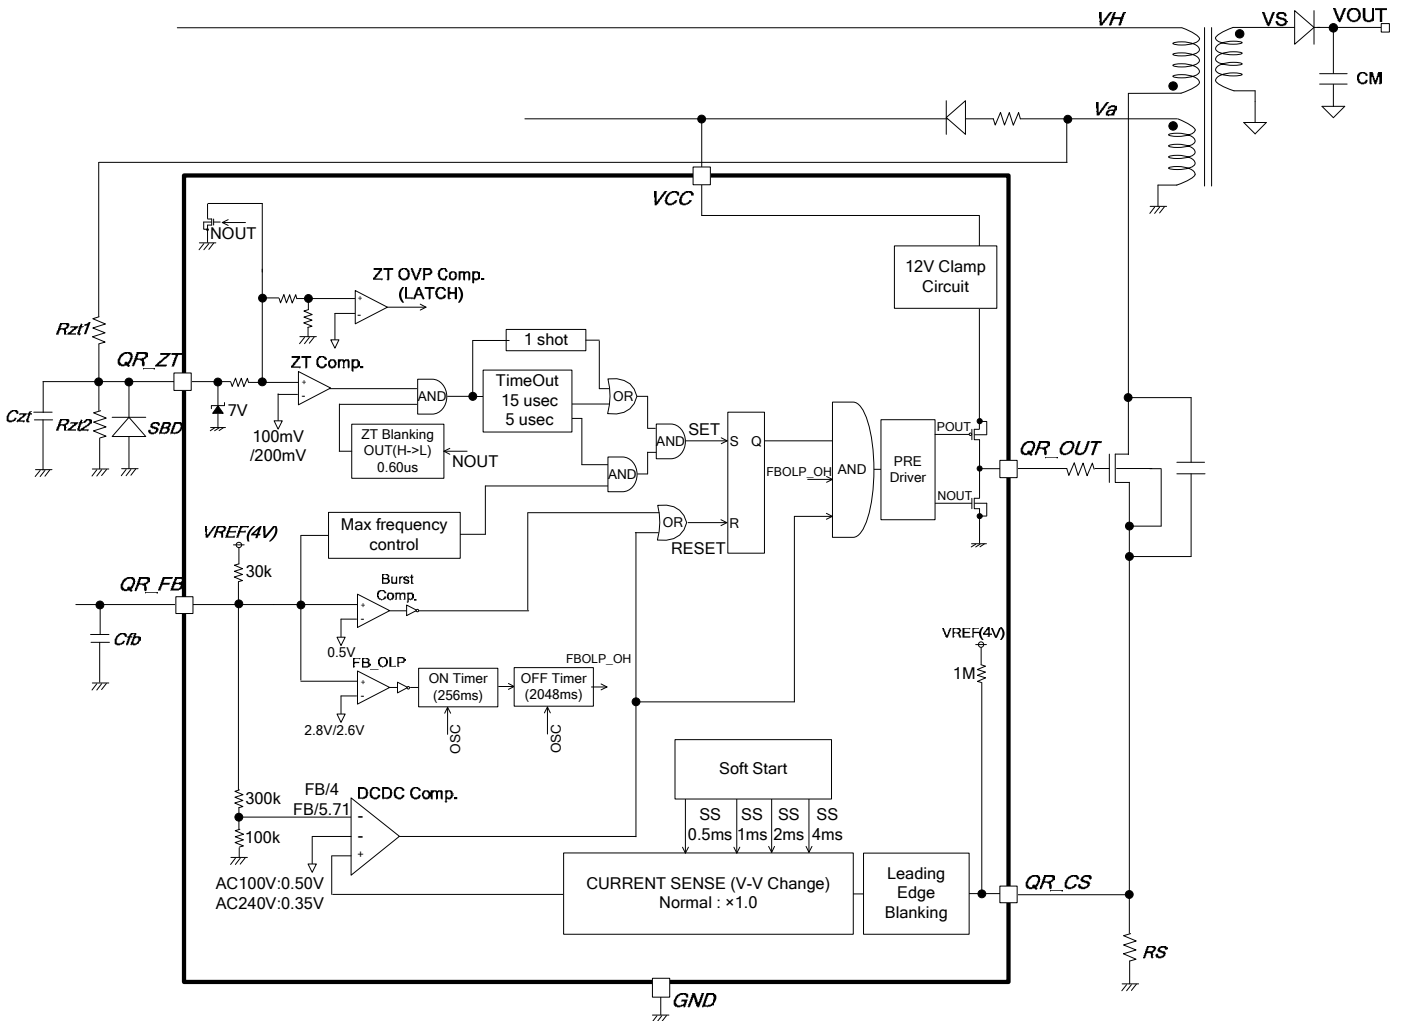 VH
VS
VOUT
CM
Va
VCC
NOUT
12V Clamp
Circuit
ZT OVP Comp.
(LATCH)
Rzt1
QR_ZT
1 shot
ZT Comp.
TimeOut
15 usec
5 usec
AND
OR
7V
Czt
Rzt2
SBD
100mV
/200mV
ZT Blanking
OUT(H->L)
0.60us
NOUT
AND
SET
S
Q
AND
FBOLP_OH
AND
PRE
Driver
POUT
NOUT
QR_OUT
Max frequency
control
OR
R
RESET
VREF(4V)
30k
QR_FB
Cfb
Burst
Comp.
0.5V
FB_OLP
ON Timer
(256ms)
OFF Timer
(2048ms)
FBOLP_OH
2.8V/2.6V
OSC
OSC
VREF(4V)
1M
Soft Start
SS
0.5ms
SS
1ms
SS
2ms
SS
4ms
300k
100k
FB/4
FB/5.71
DCDC Comp.
-
-
+
AC100V:0.50V
AC240V:0.35V
CURRENT SENSE (V-V Change)
Normal : ×1.0
Leading
Edge
Blanking
QR_CS
RS
GND